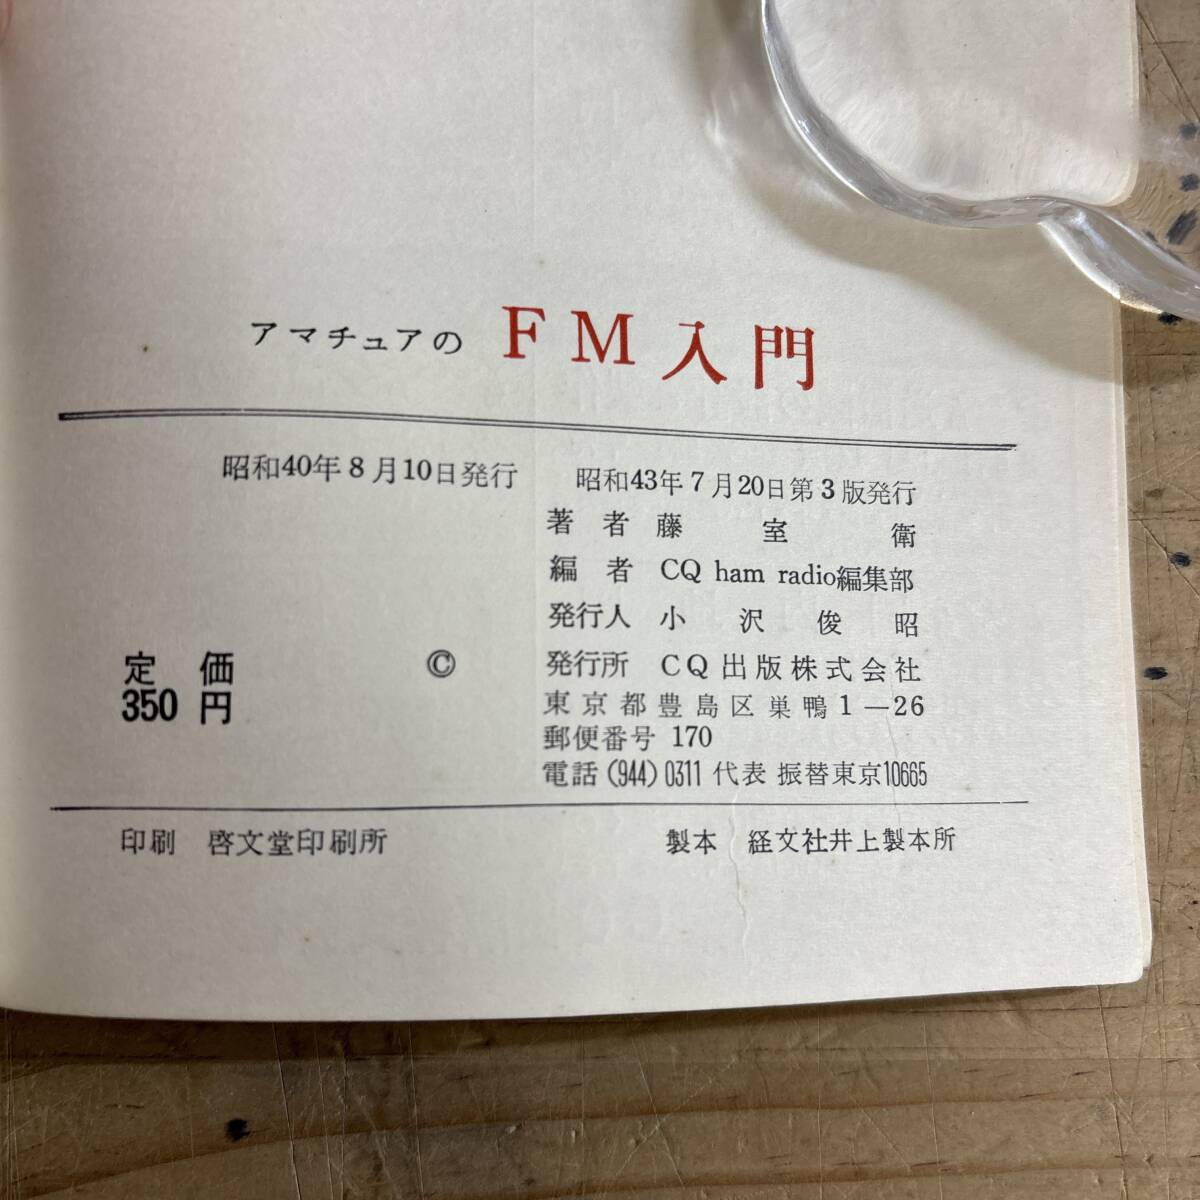 アマチュアの FM入門
昭和40年8月10日発行 昭和43年7月20日第3版発行
著者 藤室衛
編者 CQ ham radio編集部
発行人 小沢俊昭
発行所 CQ出版株式会社
東京都豊島区巣鴨1―26
郵便番号 170
電話(944)0311代表 振替東京10665
定価 ©
350円
印刷 啓文堂印刷所 製本 経文社井上製本所